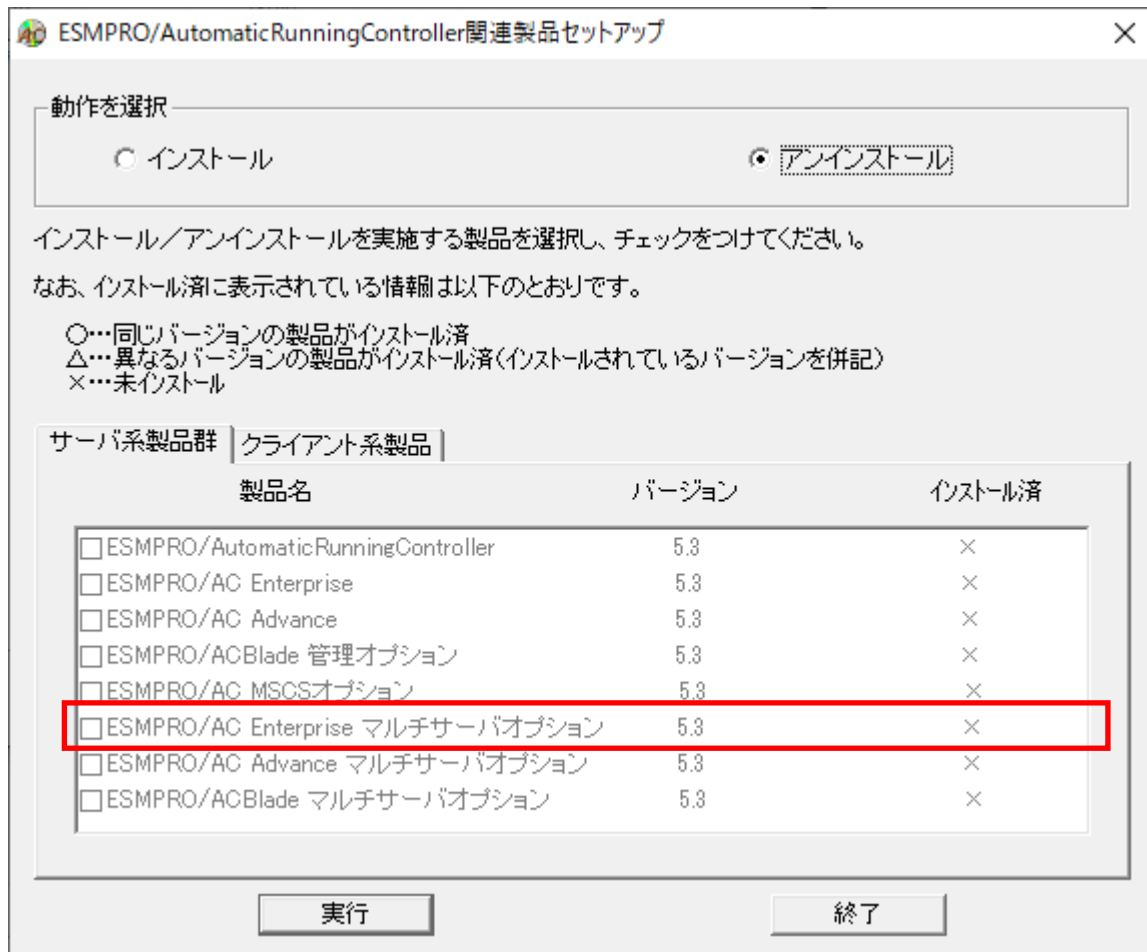 ESMPRO/AutomaticRunningController関連製品セットアップ
動作を選択
インストール アンインストール
インストール／アンインストールを実施する製品を選択し、チェックをつけてください。
なお、インストール済に表示されている情報は以下のとおりです。
○…同じバージョンの製品がインストール済
△…異なるバージョンの製品がインストール済(インストールされているバージョンを併記)
×…未インストール
サーバ系製品群 クライアント系製品
製品名 バージョン インストール済
ESMPRO/AutomaticRunningController 5.3 ×
ESMPRO/AC Enterprise 5.3 ×
ESMPRO/AC Advance 5.3 ×
ESMPRO/ACBlade 管理オプション 5.3 ×
ESMPRO/AC MSCSオプション 5.3 ×
ESMPRO/AC Enterprise マルチサーバオプション 5.3 ×
ESMPRO/AC Advance マルチサーバオプション 5.3 ×
ESMPRO/ACBlade マルチサーバオプション 5.3 ×
実行 終了